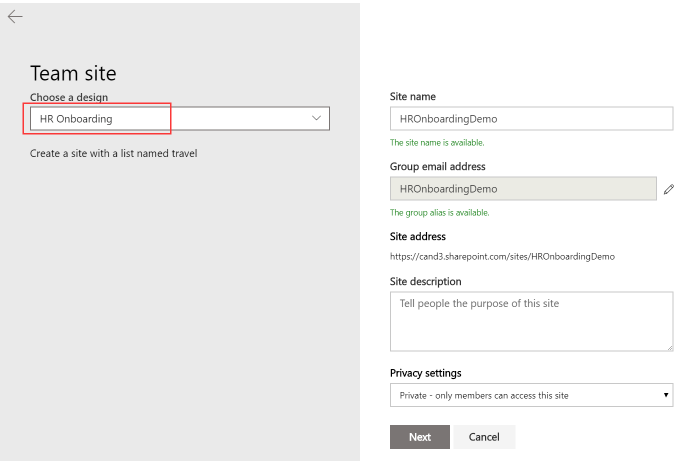 Team site
Choose a design
HR Onboarding
Create a site with a list named travel
Site name
HROnboardingDemo
The site name is available.
Group email address
HROnboardingDemo
The group alias is available.
Site address
https://cand3.sharepoint.com/sites/HROnboardingDemo
Site description
Tell people the purpose of this site
Privacy settings
Private - only members can access this site
Next
Cancel